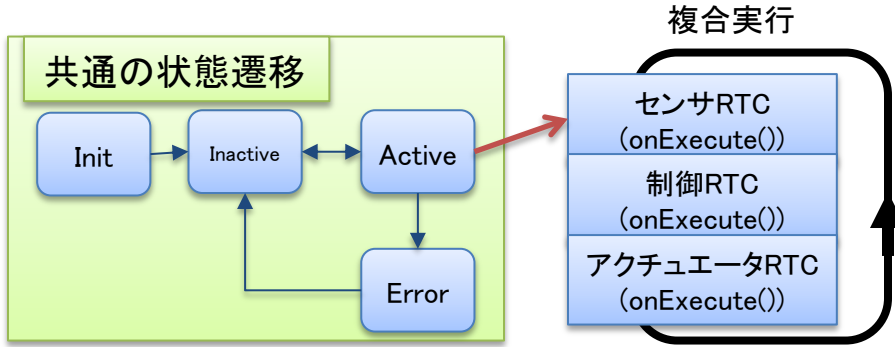 複合実行
共通の状態遷移
Init
Inactive
Active
Error
センサRTC
(onExecute())
制御RTC
(onExecute())
アクチュエータRTC
(onExecute())